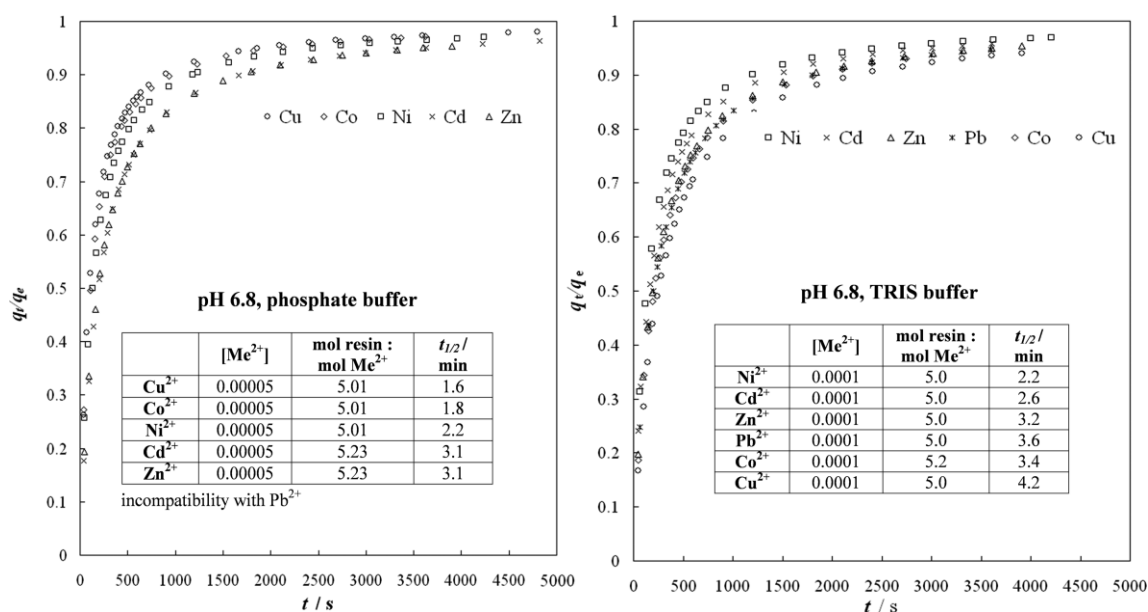 1
0.9
0.8
0.7
0.6
0.5
0.4
0.3
0.2
0.1
0
qt/qe
Cu Co Ni Cd Zn
pH 6.8, phosphate buffer
[Me2+] mol resin : mol Me2+ t1/2 / min
Cu2+ 0.00005 5.01 1.6
Co2+ 0.00005 5.01 1.8
Ni2+ 0.00005 5.01 2.2
Cd2+ 0.00005 5.23 3.1
Zn2+ 0.00005 5.23 3.1
incompatibility with Pb2+
0 500 1000 1500 2000 2500 3000 3500 4000 4500 5000
t / s
1
0.9
0.8
0.7
0.6
0.5
0.4
0.3
0.2
0.1
0
qt/qe
Ni Cd Zn Pb Co Cu
pH 6.8, TRIS buffer
[Me2+] mol resin : mol Me2+ t1/2 / min
Ni2+ 0.0001 5.0 2.2
Cd2+ 0.0001 5.0 2.6
Zn2+ 0.0001 5.0 3.2
Pb2+ 0.0001 5.0 3.6
Co2+ 0.0001 5.2 3.4
Cu2+ 0.0001 5.0 4.2
0 500 1000 1500 2000 2500 3000 3500 4000 4500 5000
t / s